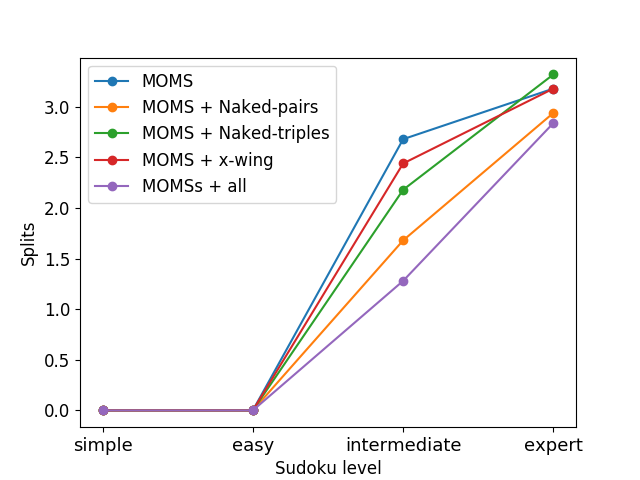 MOMS
MOMS + Naked-pairs
MOMS + Naked-triples
MOMS + x-wing
MOMSs + all
3.0
2.5
2.0
1.5
1.0
0.5
0.0
Splits
simple easy intermediate expert
Sudoku level